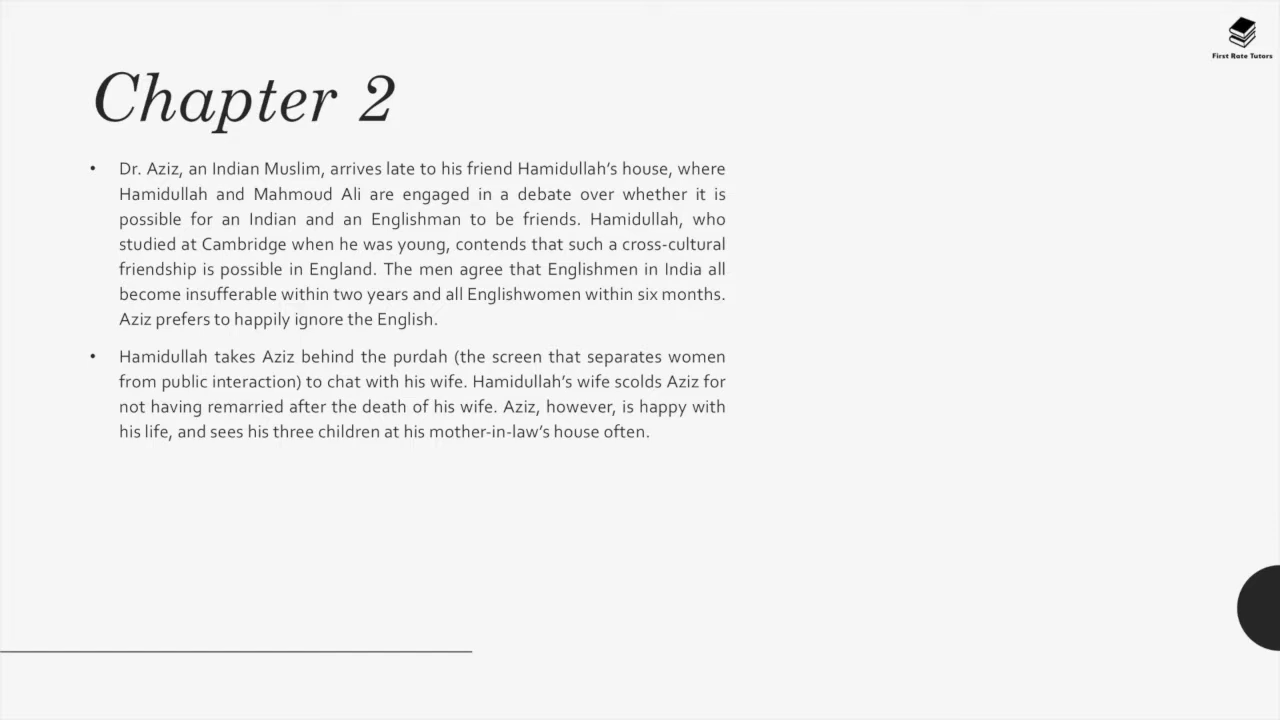 First Rate Tutors
Chapter 2
• Dr. Aziz, an Indian Muslim, arrives late to his friend Hamidullah’s house, where
Hamidullah and Mahmoud Ali are engaged in a debate over whether it is
possible for an Indian and an Englishman to be friends. Hamidullah, who
studied at Cambridge when he was young, contends that such a cross-cultural
friendship is possible in England. The men agree that Englishmen in India all
become insufferable within two years and all Englishwomen within six months.
Aziz prefers to happily ignore the English.
• Hamidullah takes Aziz behind the purdah (the screen that separates women
from public interaction) to chat with his wife. Hamidullah’s wife scolds Aziz for
not having remarried after the death of his wife. Aziz, however, is happy with
his life, and sees his three children at his mother-in-law’s house often.